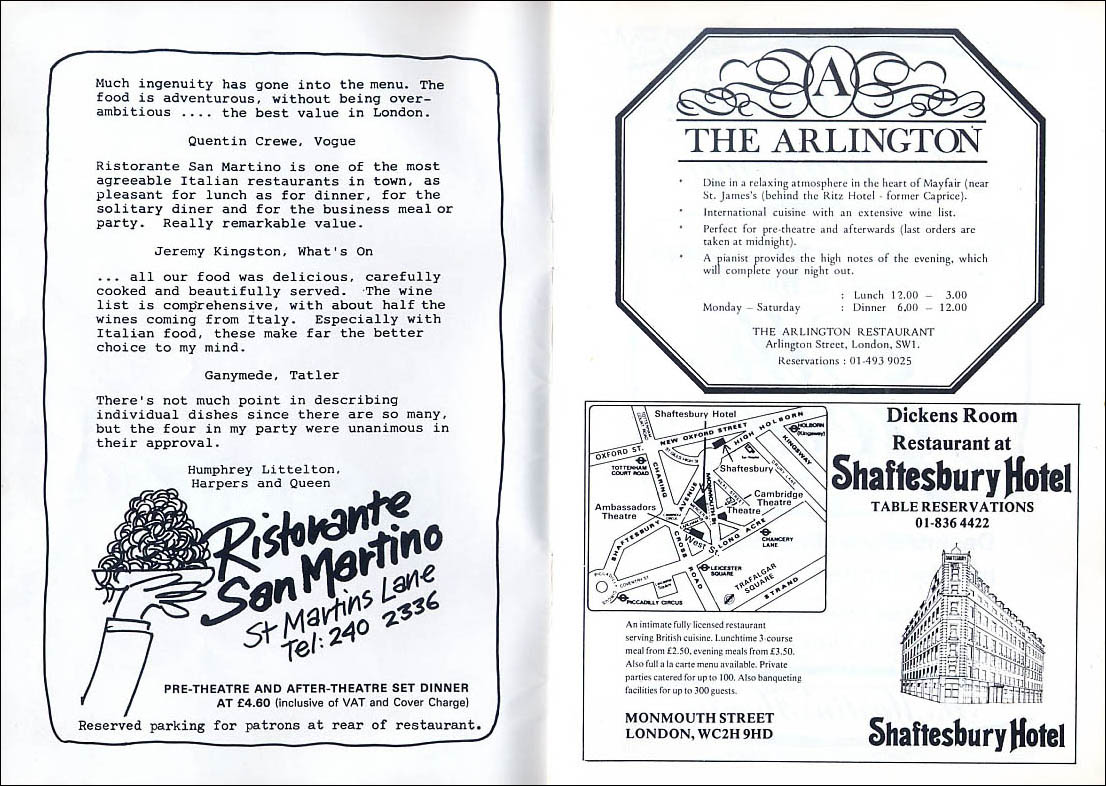 Much ingenuity has gone into the menu. The
food is adventurous, without being over-
ambitious .... the best value in London.
Quentin Crewe, Vogue
Ristorante San Martino is one of the most
agreeable Italian restaurants in town, as
pleasant for lunch as for dinner, for the
solitary diner and for the business meal or
party. Really remarkable value.
Jeremy Kingston, What's On
... all our food was delicious, carefully
cooked and beautifully served. The wine
list is comprehensive, with about half the
wines coming from Italy. Especially with
Italian food, these make far the better
choice to my mind.
Ganymede, Tatler
There's not much point in describing
individual dishes since there are so many,
but the four in my party were unanimous in
their approval.
Humphrey Littelton,
Harpers and Queen
Ristorante
San Martino
St Martins Lane
Tel: 240 2336
PRE-THEATRE AND AFTER-THEATRE SET DINNER
AT £4.60 (inclusive of VAT and Cover Charge)
Reserved parking for patrons at rear of restaurant.
A
THE ARLINGTON
* Dine in a relaxing atmosphere in the heart of Mayfair (near
St. James's (behind the Ritz Hotel - former Caprice).
* International cuisine with an extensive wine list.
* Perfect for pre-theatre and afterwards (last orders are
taken at midnight).
* A pianist provides the high notes of the evening, which
will complete your night out.
: Lunch 12.00 – 3.00
Monday – Saturday : Dinner 6.00 – 12.00
THE ARLINGTON RESTAURANT
Arlington Street, London, SW1.
Reservations : 01-493 9025
Shaftesbury Hotel
NEW OXFORD STREET
HIGH HOLBORN
HOLBORN
(Kingsway)
KINGSWAY
OXFORD ST.
TOTTENHAM
COURT ROAD
CHARING
CROSS
ROAD
Shaftesbury
Cambridge
Theatre
Theatre
Ambassadors
Theatre
SHAFTESBURY
AVENUE
MONMOUTH
West St.
LONG ACRE
CHANCERY
LANE
LEICESTER
SQUARE
TRAFALGAR
SQUARE
STRAND
COVENTRY ST
PICCADILLY CIRCUS
Dickens Room
Restaurant at
Shaftesbury Hotel
TABLE RESERVATIONS
01-836 4422
SHAFTESBURY
An intimate fully licensed restaurant
serving British cuisine. Lunchtime 3-course
meal from £2.50, evening meals from £3.50.
Also full a la carte menu available. Private
parties catered for up to 100. Also banqueting
facilities for up to 300 guests.
MONMOUTH STREET
LONDON, WC2H 9HD
Shaftesbury Hotel